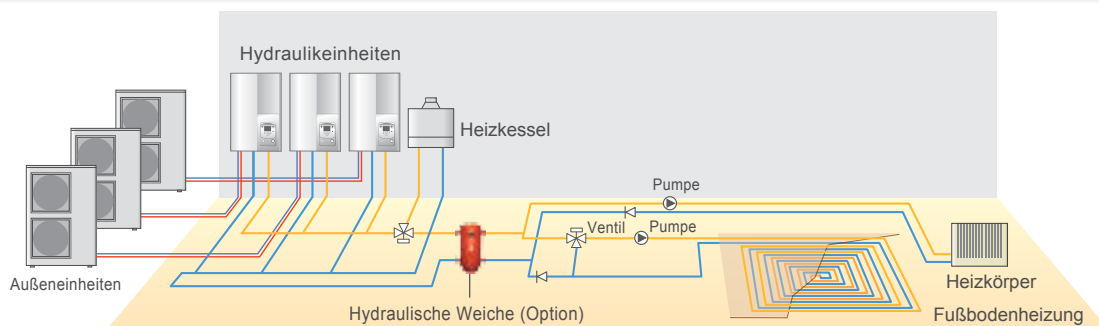 Hydraulikeinheiten
Heizkessel
Pumpe
Ventil
Pumpe
Außeneinheiten
Heizkörper
Hydraulische Weiche (Option)
Fußbodenheizung